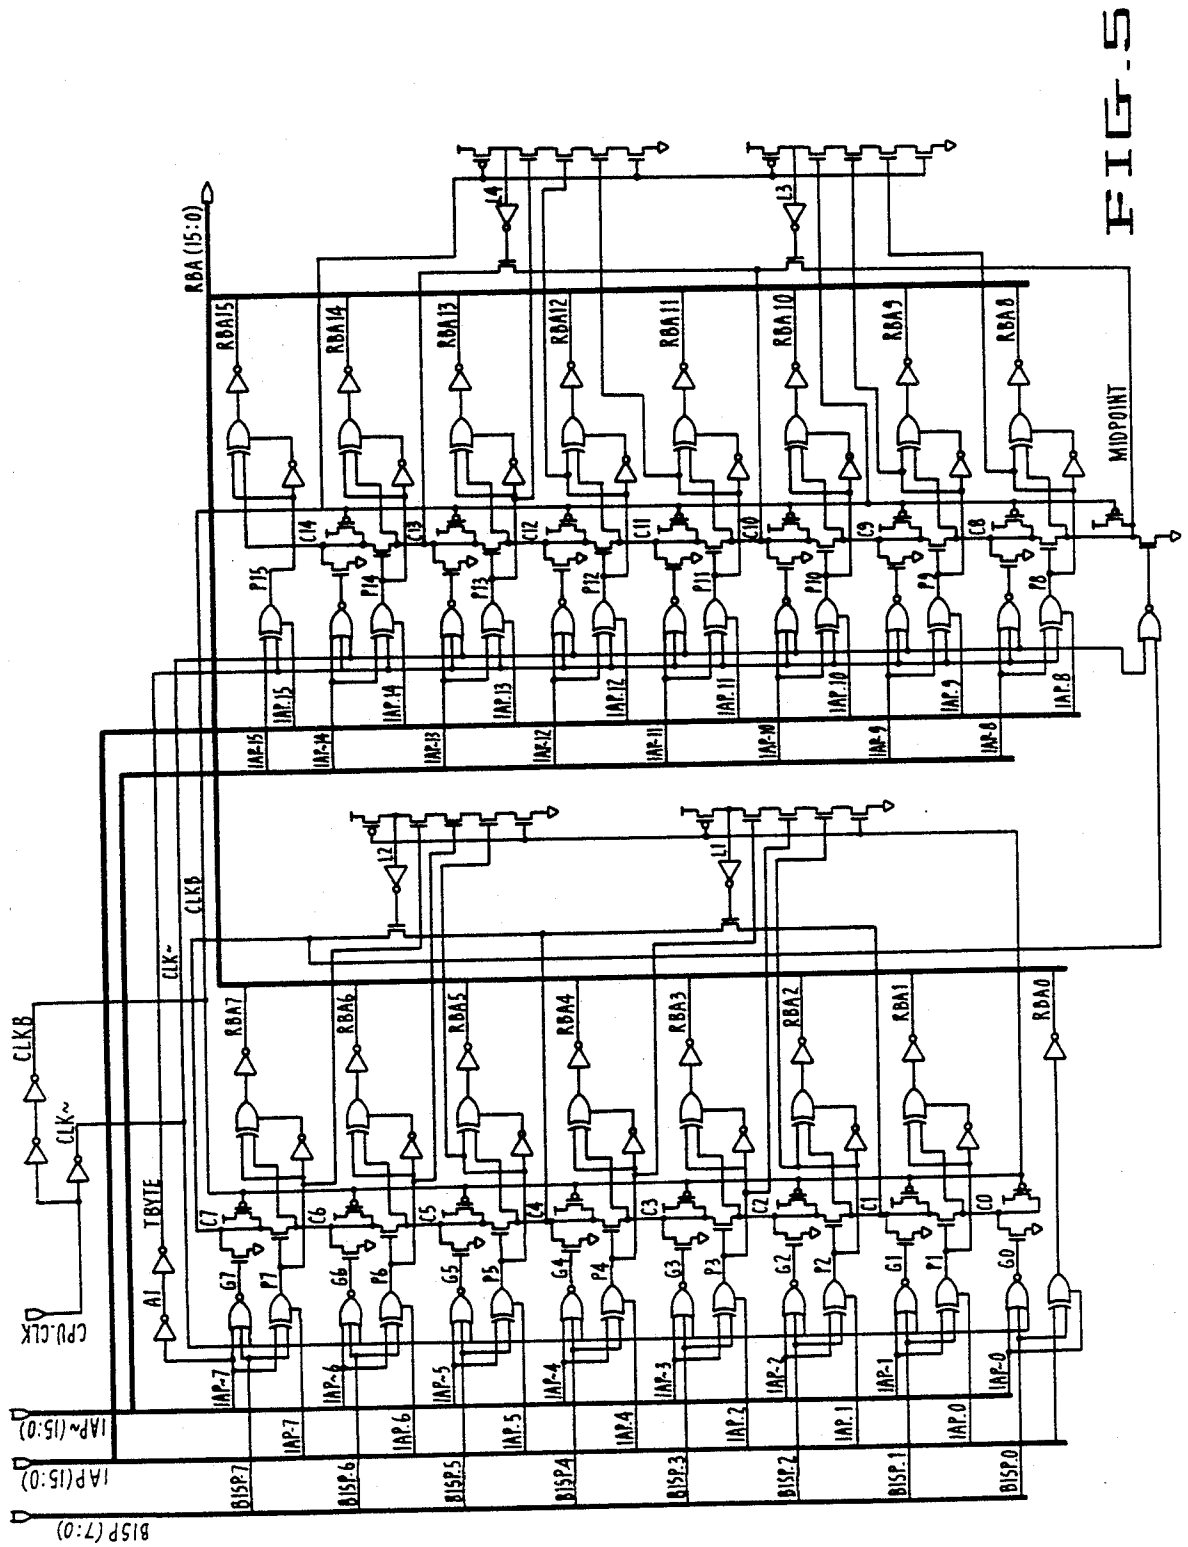 FIG.5
RBA(15:0)
RBA15
RBA14
RBA13
RBA12
RBA11
RBA10
RBA9
RBA8
L4
L3
MIDPOINT
C14
C13
C12
C11
C10
C9
C8
P15
P14
P13
P12
P11
P10
P9
P8
IAP.15
IAP.14
IAP.13
IAP.12
IAP.11
IAP.10
IAP.9
IAP.8
IAP~15
IAP~14
IAP~13
IAP~12
IAP~11
IAP~10
IAP~9
IAP~8
L2
L1
CLKB
CLK~
CLKB
CLK~
TBYTE
A1
CPU.CLK
RBA7
RBA6
RBA5
RBA4
RBA3
RBA2
RBA1
RBA0
C7
C6
C5
C4
C3
C2
C1
C0
G7
P7
G6
P6
G5
P5
G4
P4
G3
P3
G2
P2
G1
P1
G0
IAP~7
IAP~6
IAP~5
IAP~4
IAP~3
IAP~2
IAP~1
IAP~0
IAP.7
IAP.6
IAP.5
IAP.4
IAP.2
IAP.1
IAP.0
BISP.7
BISP.6
BISP.5
BISP.4
BISP.3
BISP.2
BISP.1
BISP.0
IAP~(15:0)
IAP(15:0)
BISP(7:0)